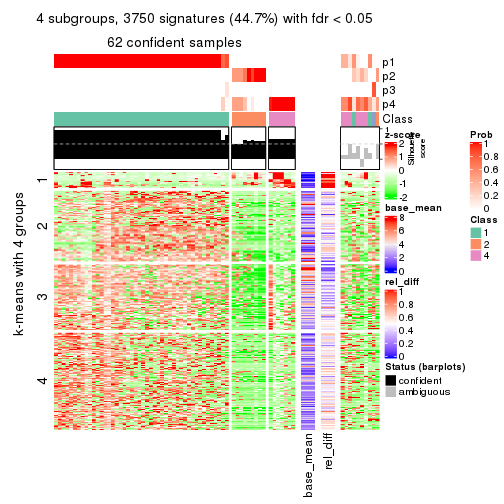 4 subgroups, 3750 signatures (44.7%) with fdr < 0.05
62 confident samples
p1
p2
p3
p4
Class
1
Silhouette
score
k-means with 4 groups
1
2
3
4
base_mean
rel_diff
z-score
2
1
0
-1
-2
base_mean
8
6
4
2
0
rel_diff
1
0.8
0.6
0.4
0.2
0
Status (barplots)
confident
ambiguous
Prob
1
0.8
0.6
0.4
0.2
0
Class
1
2
4